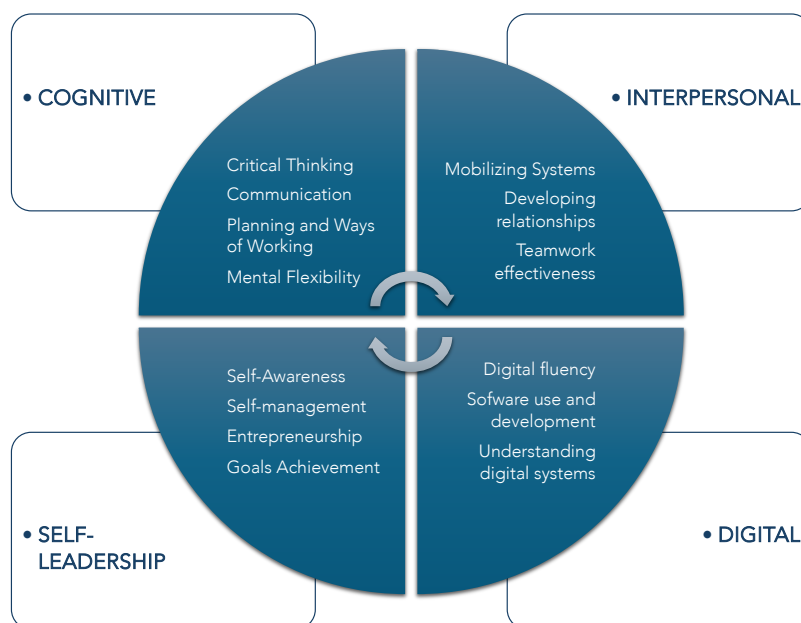 • COGNITIVE
Critical Thinking
Communication
Planning and Ways
of Working
Mental Flexibility
• INTERPERSONAL
Mobilizing Systems
Developing
relationships
Teamwork
effectiveness
Self-Awareness
Self-management
Entrepreneurship
Goals Achievement
• SELF-
LEADERSHIP
Digital fluency
Sofware use and
development
Understanding
digital systems
• DIGITAL